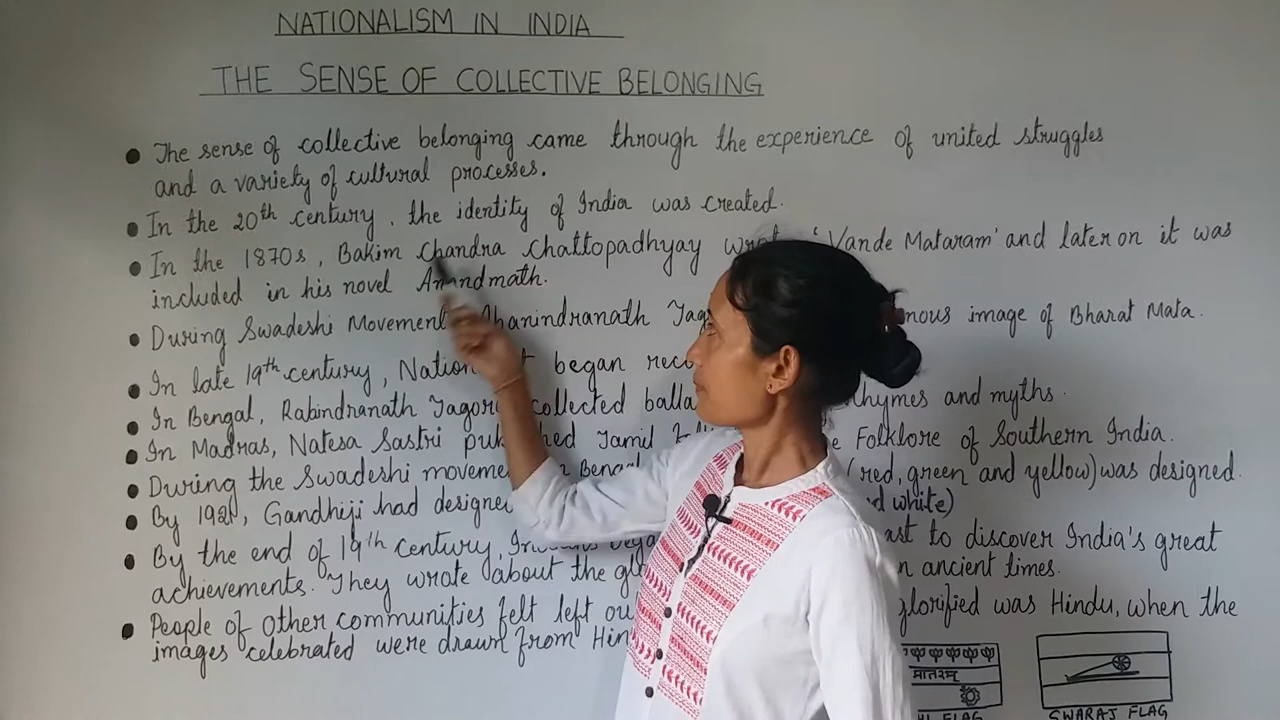 NATIONALISM IN INDIA
THE SENSE OF COLLECTIVE BELONGING
• The sense of collective belonging came through the experience of united struggles
and a variety of cultural processes.
• In the 20th century, the identity of India was created.
• In the 1870s, Bakim Chandra Chattopadhyay 'Vande Mataram' and later on it was
included in his novel Anandmath.
• During Swadeshi Movement image of Bharat Mata.
• In late 19th century, began
• In Bengal, Rabindranath Tagore collected and myths.
• In Madras, Natesa Sastri Tamil Folklore of Southern India.
• During the Swadeshi (red, green and yellow) was designed.
• By 1921, Gandhiji had white)
• By the end of 19th century, to discover India's great
achievements. They wrote about the ancient times.
• People of other communities felt left glorified was Hindu, when the
images celebrated were drawn from
मातरम्
FLAG
SWARAJ FLAG